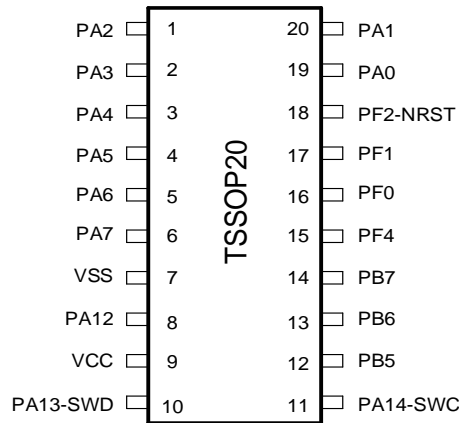 PA2 1 20 PA1
PA3 2 19 PA0
PA4 3 18 PF2-NRST
PA5 4 17 PF1
PA6 5 16 PF0
PA7 6 15 PF4
VSS 7 14 PB7
PA12 8 13 PB6
VCC 9 12 PB5
PA13-SWD 10 11 PA14-SWC
TSSOP20